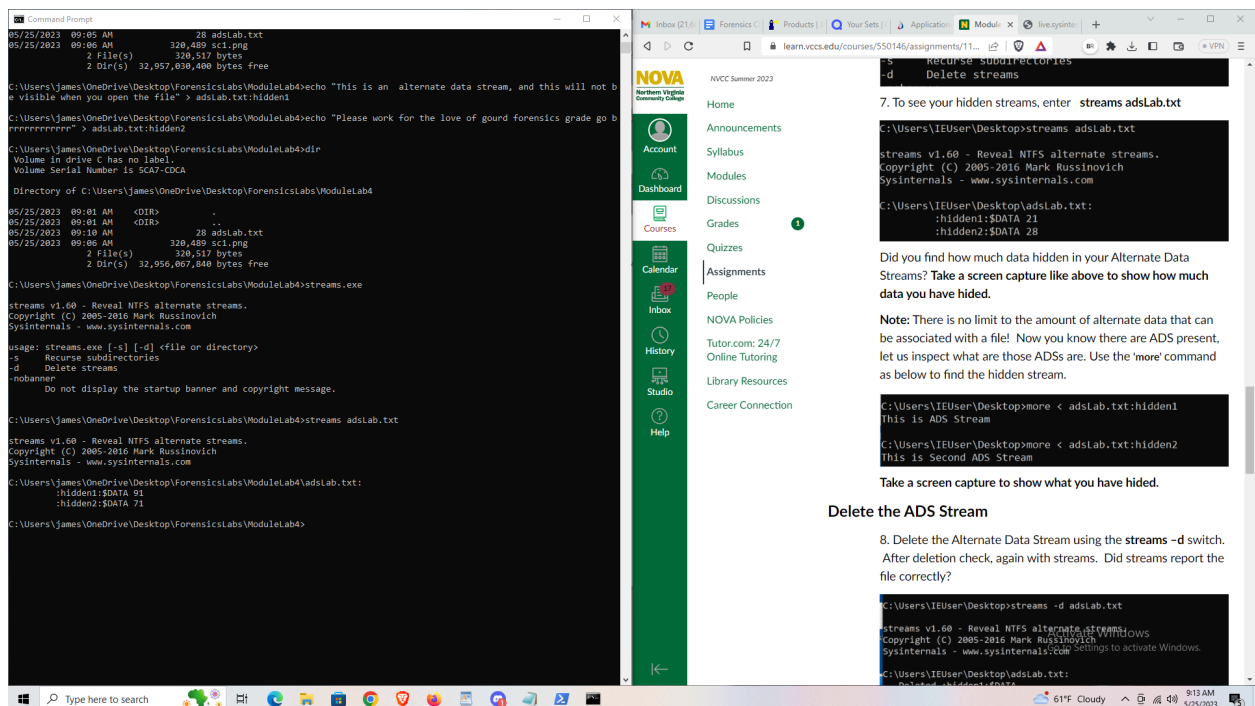 Command Prompt
05/25/2023  09:05 AM                28 adsLab.txt
05/25/2023  09:06 AM           320,489 sc1.png
2 File(s)        320,517 bytes
2 Dir(s)  32,957,030,400 bytes free
C:\Users\james\OneDrive\Desktop\ForensicsLabs\ModuleLab4>echo "This is an  alternate data stream, and this will not b
e visible when you open the file" > adsLab.txt:hidden1
C:\Users\james\OneDrive\Desktop\ForensicsLabs\ModuleLab4>echo "Please work for the love of gourd forensics grade go b
rrrrrrrrrrrr" > adsLab.txt:hidden2
C:\Users\james\OneDrive\Desktop\ForensicsLabs\ModuleLab4>dir
Volume in drive C has no label.
Volume Serial Number is 5CA7-CDCA
Directory of C:\Users\james\OneDrive\Desktop\ForensicsLabs\ModuleLab4
05/25/2023  09:01 AM    <DIR>          .
05/25/2023  09:01 AM    <DIR>          ..
05/25/2023  09:10 AM                28 adsLab.txt
05/25/2023  09:06 AM           320,489 sc1.png
2 File(s)        320,517 bytes
2 Dir(s)  32,956,067,840 bytes free
C:\Users\james\OneDrive\Desktop\ForensicsLabs\ModuleLab4>streams.exe
streams v1.60 - Reveal NTFS alternate streams.
Copyright (C) 2005-2016 Mark Russinovich
Sysinternals - www.sysinternals.com
usage: streams.exe [-s] [-d] <file or directory>
-s     Recurse subdirectories
-d     Delete streams
-nobanner
Do not display the startup banner and copyright message.
C:\Users\james\OneDrive\Desktop\ForensicsLabs\ModuleLab4>streams adsLab.txt
streams v1.60 - Reveal NTFS alternate streams.
Copyright (C) 2005-2016 Mark Russinovich
Sysinternals - www.sysinternals.com
C:\Users\james\OneDrive\Desktop\ForensicsLabs\ModuleLab4\adsLab.txt:
:hidden1:$DATA 91
:hidden2:$DATA 71
C:\Users\james\OneDrive\Desktop\ForensicsLabs\ModuleLab4>
Inbox (21,6
Forensics C
Products |
Your Sets |
Application
Module
live.sysinter
learn.vccs.edu/courses/550146/assignments/11...
BR
VPN
NOVA
Northern Virginia
Community College
Account
Dashboard
Courses
Calendar
17
Inbox
History
Studio
Help
NVCC Summer 2023
Home
Announcements
Syllabus
Modules
Discussions
Grades 1
Quizzes
Assignments
People
NOVA Policies
Tutor.com: 24/7
Online Tutoring
Library Resources
Career Connection
-s     Recurse subdirectories
-d     Delete streams
7. To see your hidden streams, enter  streams adsLab.txt
C:\Users\IEUser\Desktop>streams adsLab.txt
streams v1.60 - Reveal NTFS alternate streams.
Copyright (C) 2005-2016 Mark Russinovich
Sysinternals - www.sysinternals.com
C:\Users\IEUser\Desktop\adsLab.txt:
:hidden1:$DATA 21
:hidden2:$DATA 28
Did you find how much data hidden in your Alternate Data
Streams? Take a screen capture like above to show how much
data you have hided.
Note: There is no limit to the amount of alternate data that can
be associated with a file!  Now you know there are ADS present,
let us inspect what are those ADSs are. Use the 'more' command
as below to find the hidden stream.
C:\Users\IEUser\Desktop>more < adsLab.txt:hidden1
This is ADS Stream
C:\Users\IEUser\Desktop>more < adsLab.txt:hidden2
This is Second ADS Stream
Take a screen capture to show what you have hided.
Delete the ADS Stream
8. Delete the Alternate Data Stream using the streams –d switch.
After deletion check, again with streams.  Did streams report the
file correctly?
C:\Users\IEUser\Desktop>streams -d adsLab.txt
streams v1.60 - Reveal NTFS alternate streams.
Copyright (C) 2005-2016 Mark Russinovich
Sysinternals - www.sysinternals.com
C:\Users\IEUser\Desktop\adsLab.txt:
Deleted :hidden1:$DATA
Activate Windows
Go to Settings to activate Windows.
Type here to search
61°F Cloudy
9:13 AM
5/25/2023